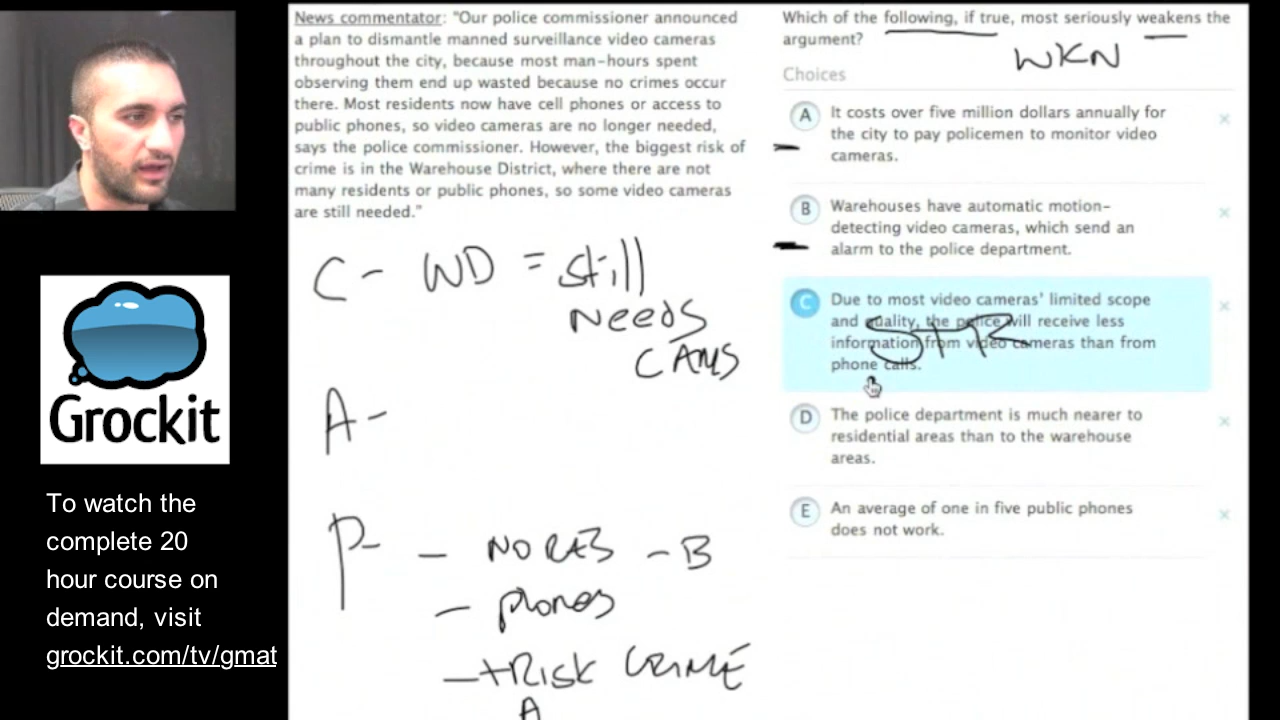 News commentator: "Our police commissioner announced
a plan to dismantle manned surveillance video cameras
throughout the city, because most man-hours spent
observing them end up wasted because no crimes occur
there. Most residents now have cell phones or access to
public phones, so video cameras are no longer needed,
says the police commissioner. However, the biggest risk of
crime is in the Warehouse District, where there are not
many residents or public phones, so some video cameras
are still needed."
C - WD = still
NeeDS
CAMS
A -
P - - NO RES - B
- phones
- + RISK CRIME
A
Which of the following, if true, most seriously weakens the
argument?
WKN
Choices
A It costs over five million dollars annually for
the city to pay policemen to monitor video
cameras.
B Warehouses have automatic motion-
detecting video cameras, which send an
alarm to the police department.
C Due to most video cameras' limited scope
and quality, the police will receive less
information from video cameras than from
phone calls.
STR
D The police department is much nearer to
residential areas than to the warehouse
areas.
E An average of one in five public phones
does not work.
Grockit
To watch the
complete 20
hour course on
demand, visit
grockit.com/tv/gmat